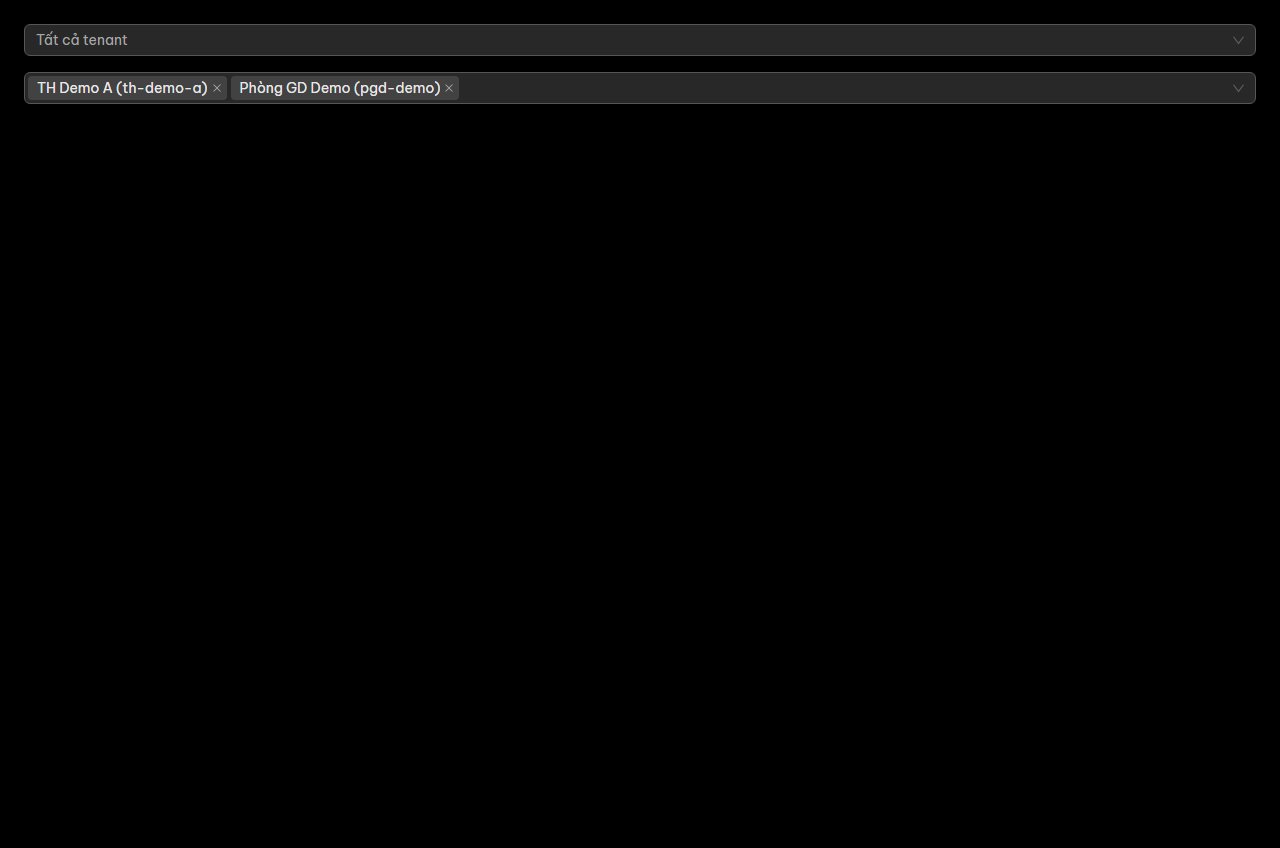 Tất cả tenant
TH Demo A (th-demo-a) Phòng GD Demo (pgd-demo)